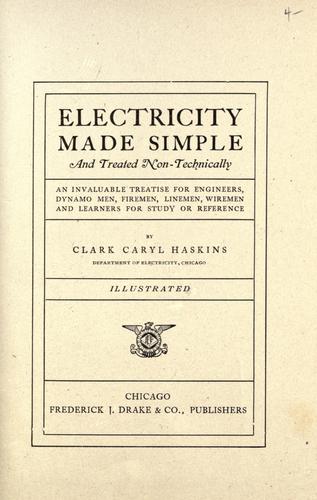 4-
ELECTRICITY
MADE SIMPLE
And Treated Non-Technically
AN INVALUABLE TREATISE FOR ENGINEERS,
DYNAMO MEN, FIREMEN, LINEMEN, WIREMEN
AND LEARNERS FOR STUDY OR REFERENCE
BY
CLARK CARYL HASKINS
DEPARTMENT OF ELECTRICITY, CHICAGO
ILLUSTRATED
CHICAGO
FREDERICK J. DRAKE & CO., PUBLISHERS